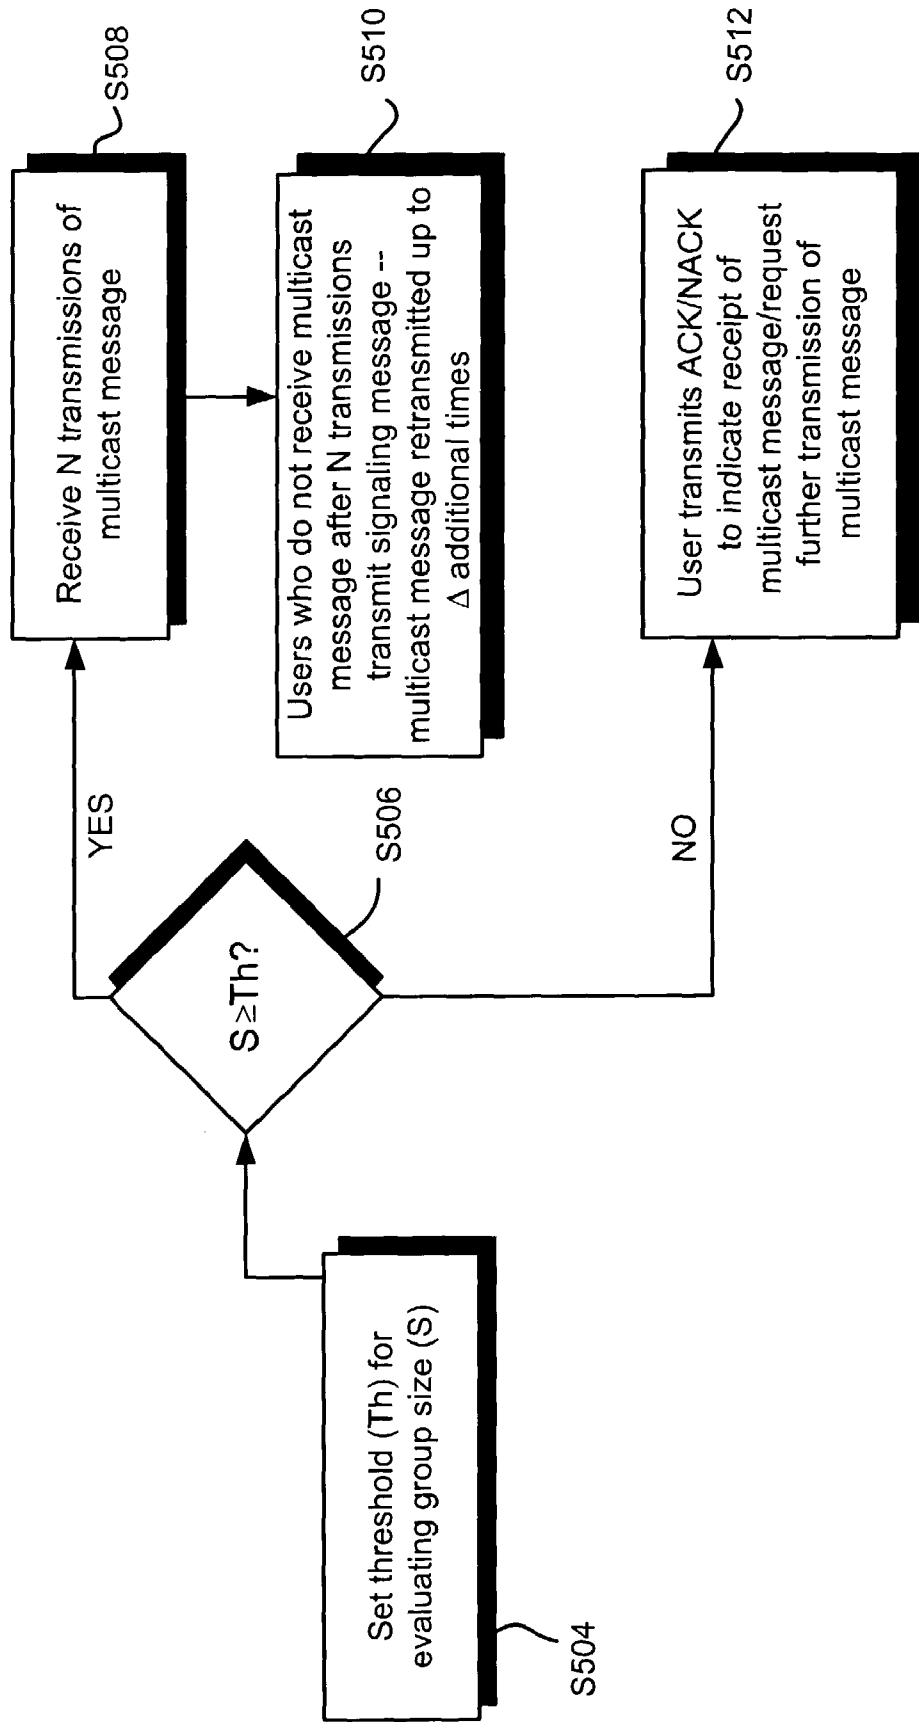 Set threshold (Th) for
evaluating group size (S)
S504
S≥Th?
S506
YES
Receive N transmissions of
multicast message
S508
Users who do not receive multicast
message after N transmissions
transmit signaling message --
multicast message retransmitted up to
Δ additional times
S510
NO
User transmits ACK/NACK
to indicate receipt of
multicast message/request
further transmission of
multicast message
S512